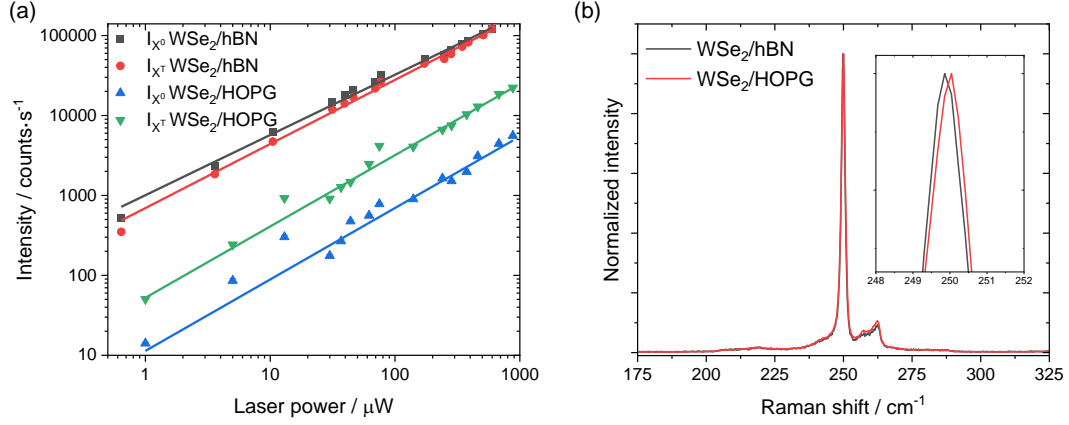 (a)
I_X⁰ WSe₂/hBN
I_Xᵀ WSe₂/hBN
I_X⁰ WSe₂/HOPG
I_Xᵀ WSe₂/HOPG
100000
10000
1000
100
10
Intensity / counts·s⁻¹
1
10
100
1000
Laser power / μW
(b)
WSe₂/hBN
WSe₂/HOPG
Normalized intensity
248
249
250
251
252
175
200
225
250
275
300
325
Raman shift / cm⁻¹